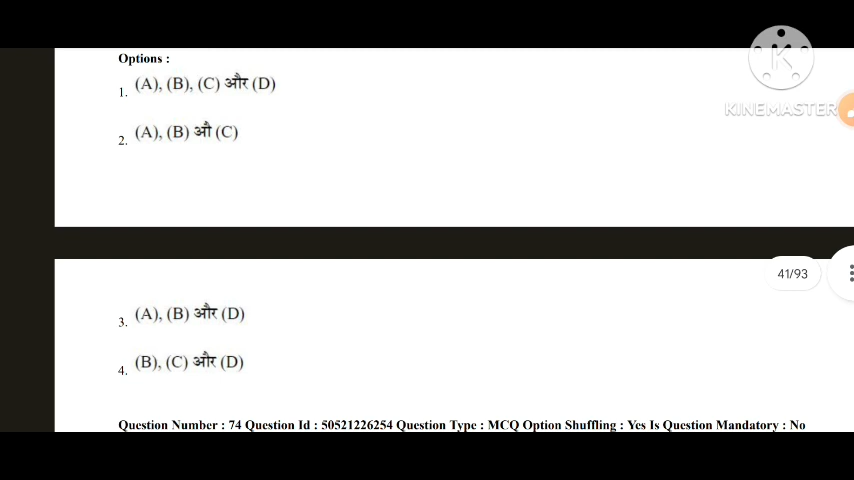 Options :
1. (A), (B), (C) और (D)
KINEMASTER
2. (A), (B) औ (C)
41/93
3. (A), (B) और (D)
4. (B), (C) और (D)
Question Number : 74 Question Id : 50521226254 Question Type : MCQ Option Shuffling : Yes Is Question Mandatory : No